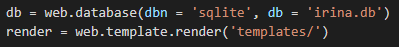 db = web.database(dbn = 'sqlite', db = 'irina.db')
render = web.template.render('templates/')